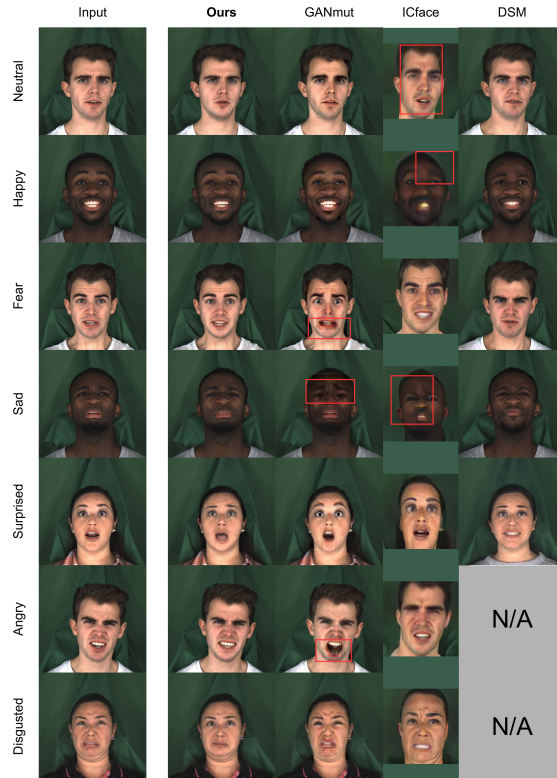 Input Ours GANmut ICface DSM
Neutral
Happy
Fear
Sad
Surprised
Angry
N/A
Disgusted
N/A